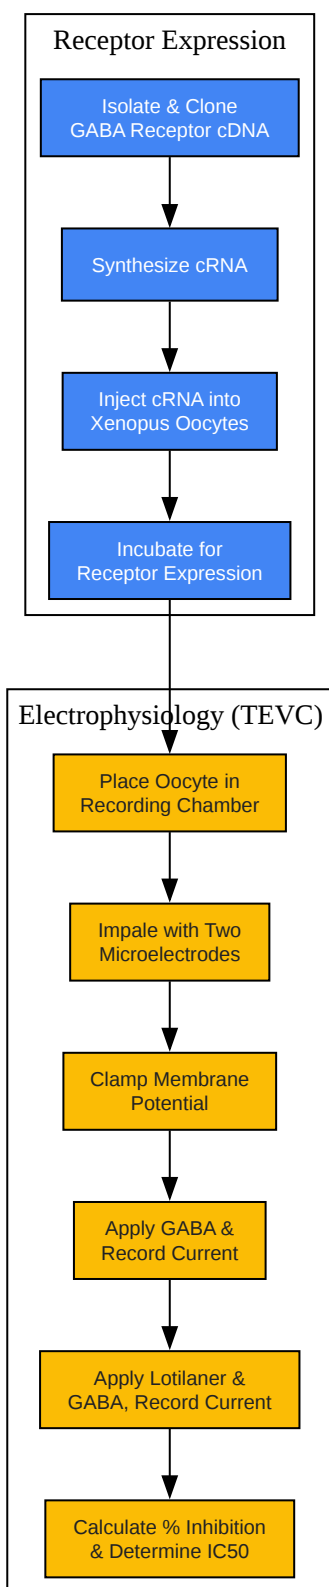 Receptor Expression
Isolate & Clone
GABA Receptor cDNA
Synthesize cRNA
Inject cRNA into
Xenopus Oocytes
Incubate for
Receptor Expression
Electrophysiology (TEVC)
Place Oocyte in
Recording Chamber
Impale with Two
Microelectrodes
Clamp Membrane
Potential
Apply GABA &
Record Current
Apply Lotilaner &
GABA, Record Current
Calculate % Inhibition
& Determine IC50